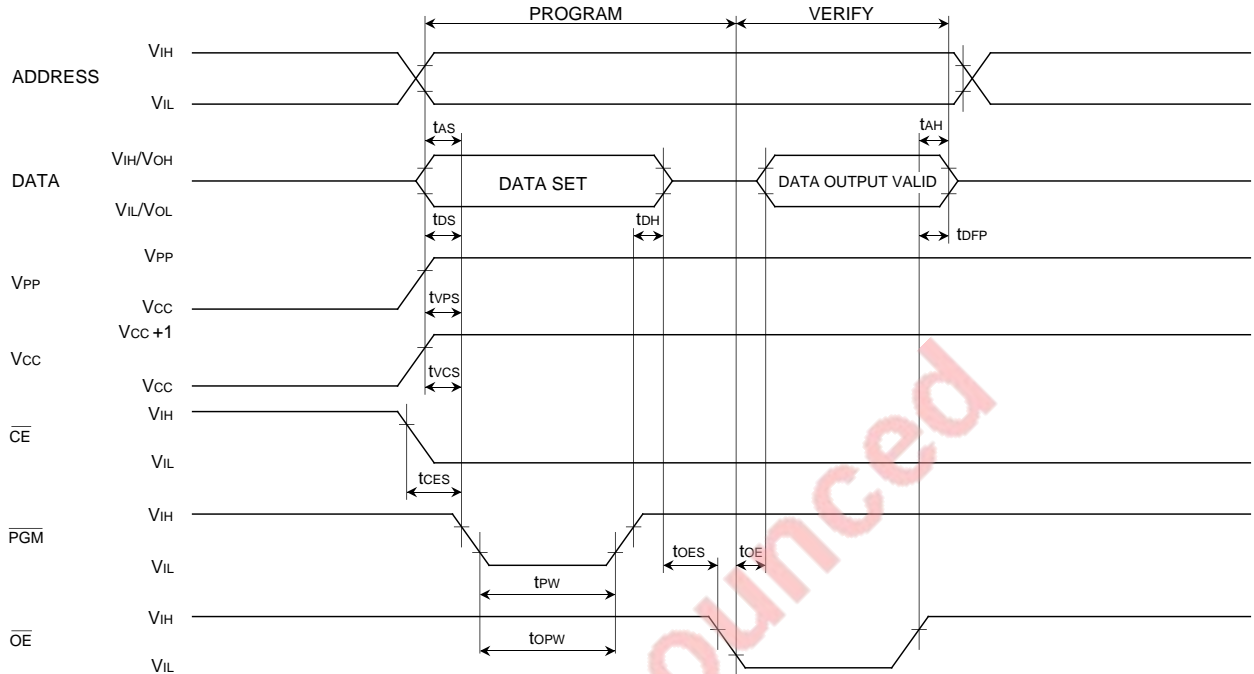 PROGRAM VERIFY
VIH
ADDRESS
VIL
tAS tAH
VIH/VOH
DATA DATA SET DATA OUTPUT VALID
VIL/VOL
tDS tDH tDFP
VPP
VPP
tVPS
VCC
VCC +1
VCC
tVCS
VCC
VIH
CE
VIL
tCES
VIH
PGM
VIL
tOES tOE
tPW
VIH
OE
tOPW
VIL
ounced